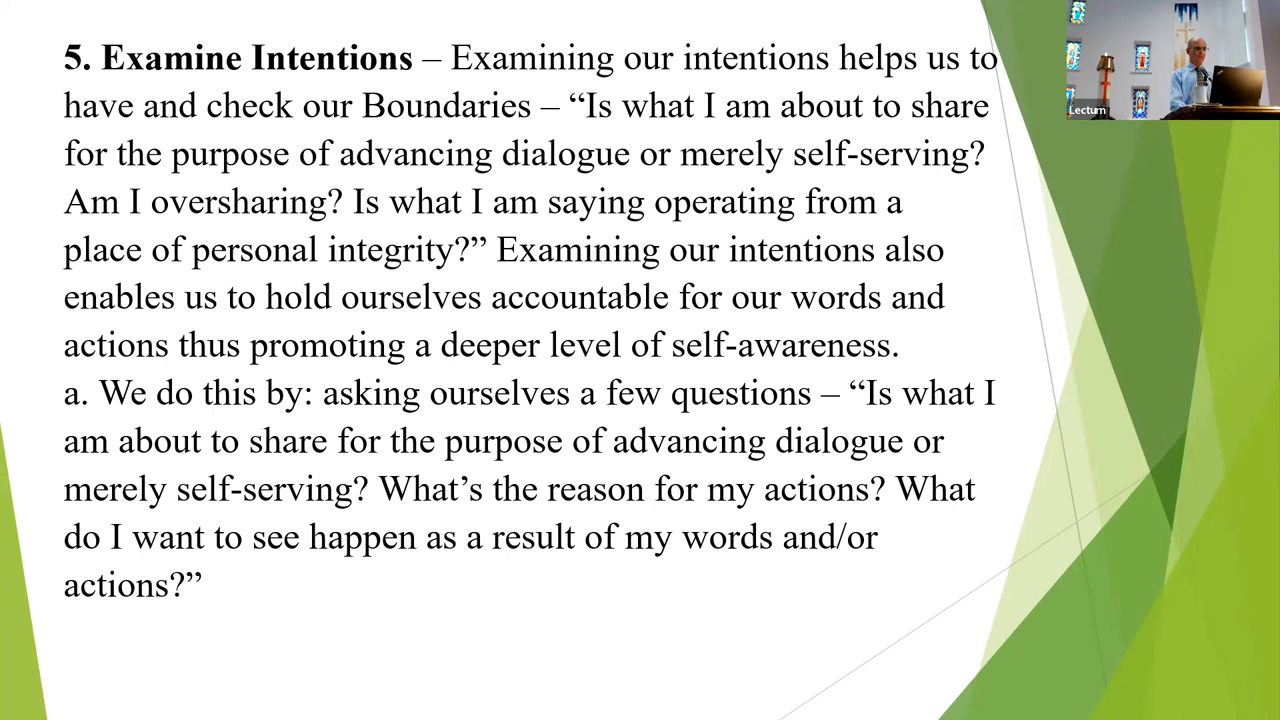 5. Examine Intentions – Examining our intentions helps us to
have and check our Boundaries – “Is what I am about to share
for the purpose of advancing dialogue or merely self-serving?
Am I oversharing? Is what I am saying operating from a
place of personal integrity?” Examining our intentions also
enables us to hold ourselves accountable for our words and
actions thus promoting a deeper level of self-awareness.
a. We do this by: asking ourselves a few questions – “Is what I
am about to share for the purpose of advancing dialogue or
merely self-serving? What’s the reason for my actions? What
do I want to see happen as a result of my words and/or
actions?”
Lectum